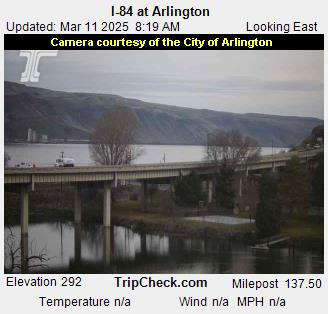 I-84 at Arlington
Updated: Mar 11 2025 8:19 AM Looking East
Camera courtesy of the City of Arlington
Elevation 292 TripCheck.com Milepost 137.50
Temperature n/a Wind n/a MPH n/a